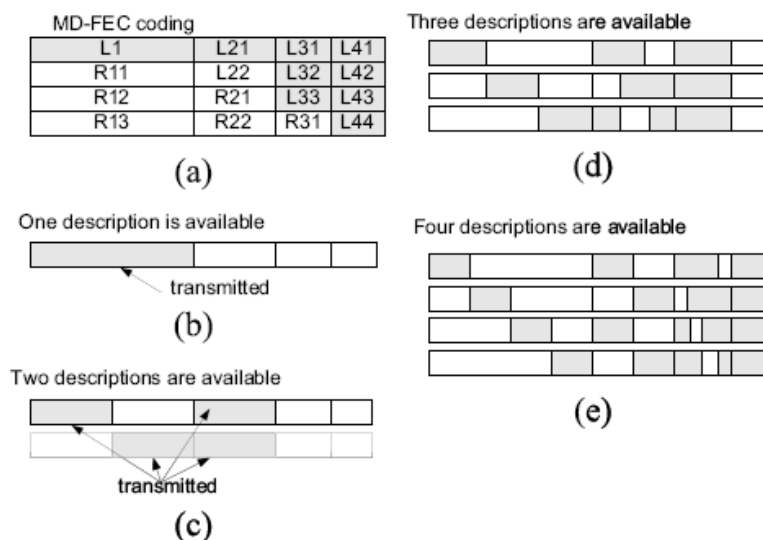 MD-FEC coding
L1 L21 L31 L41
R11 L22 L32 L42
R12 R21 L33 L43
R13 R22 R31 L44
(a)
One description is available
transmitted
(b)
Two descriptions are available
transmitted
(c)
Three descriptions are available
(d)
Four descriptions are available
(e)